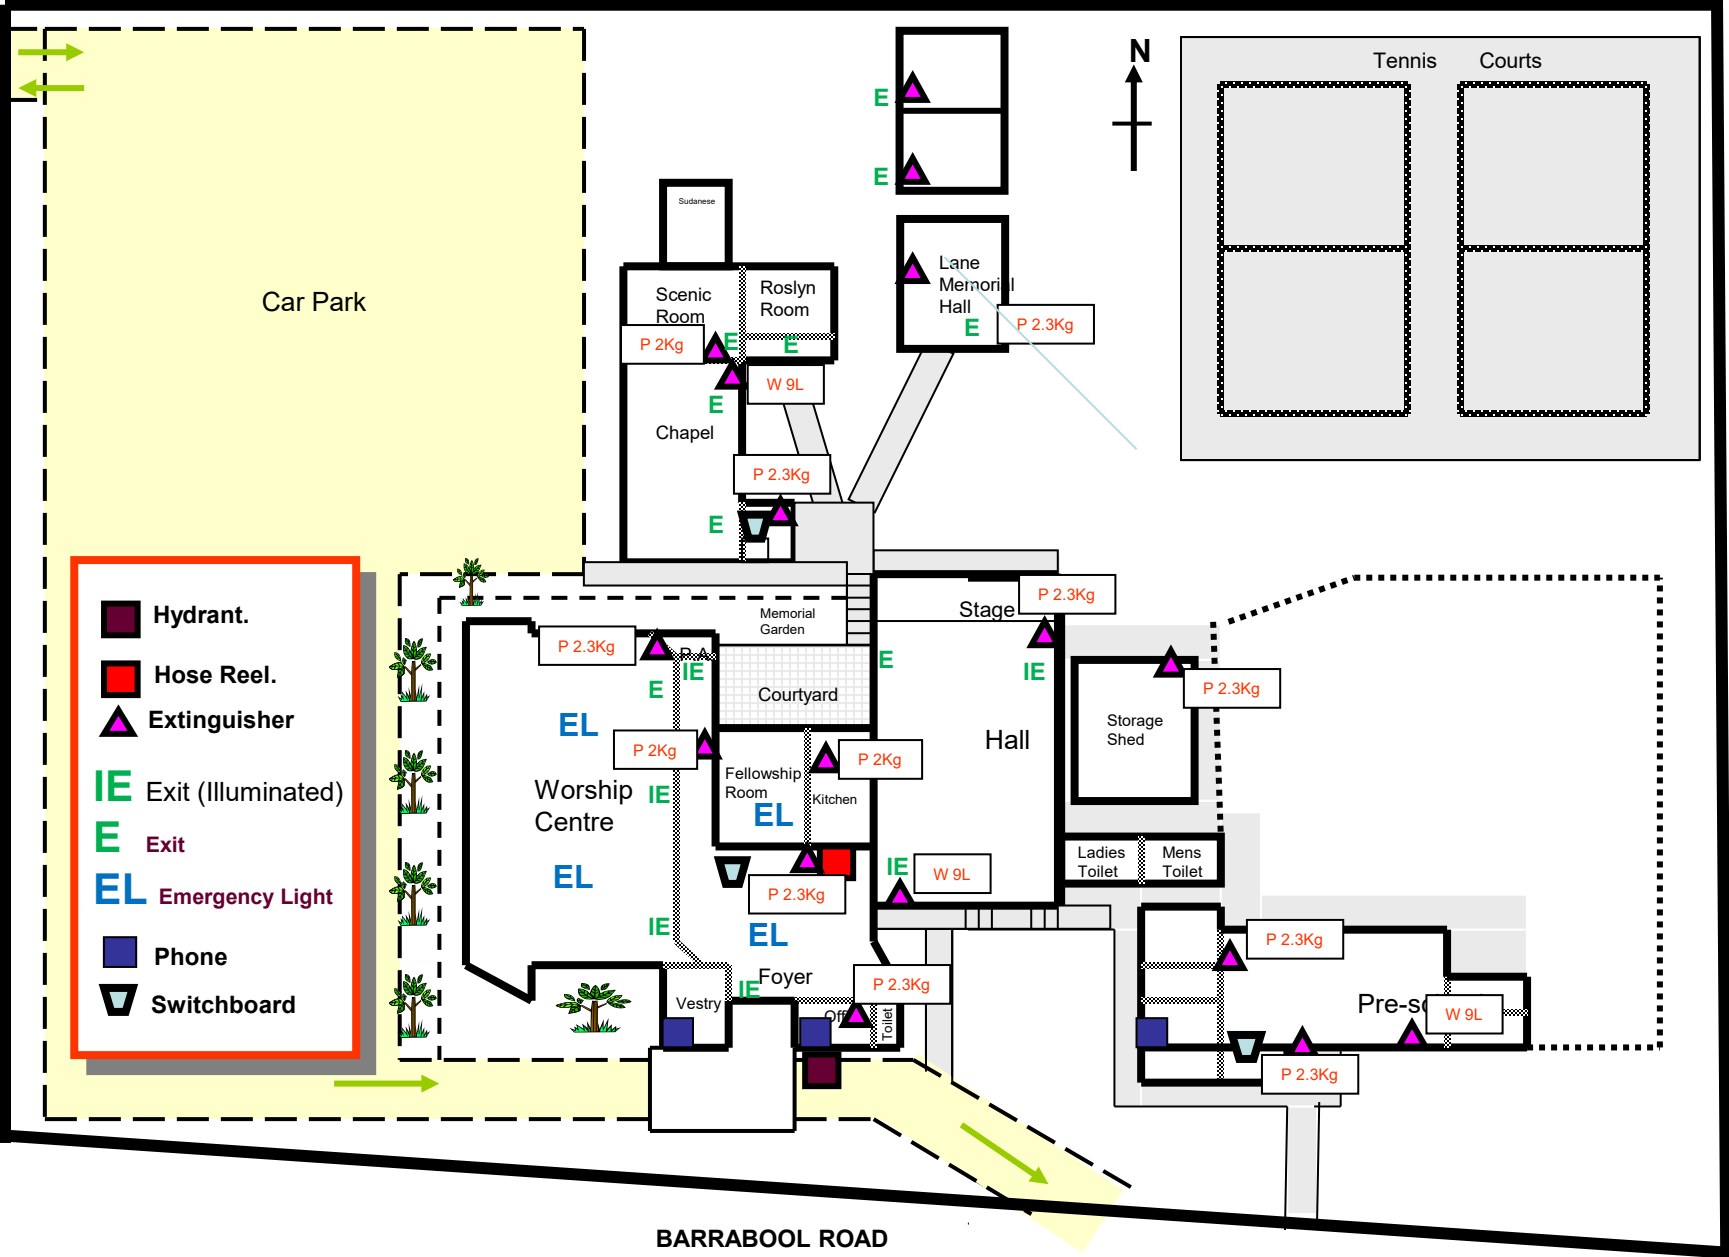 N
Tennis Courts
E
E
Sudanese
Car Park
Scenic
Room
Roslyn
Room
Lane
Memorial
Hall
E
P 2.3Kg
P 2Kg
E
E
W 9L
E
Chapel
P 2.3Kg
E
Hydrant.
Hose Reel.
Extinguisher
IE Exit (Illuminated)
E Exit
EL Emergency Light
Phone
Switchboard
Memorial
Garden
Stage
P 2.3Kg
P 2.3Kg
IE
E
E
IE
P 2.3Kg
Courtyard
EL
Storage
Shed
Hall
P 2Kg
P 2Kg
Fellowship
Room
Kitchen
EL
IE
Worship
Centre
EL
P 2.3Kg
IE
W 9L
Ladies
Toilet
Mens
Toilet
IE
EL
Foyer
IE
P 2.3Kg
Vestry
Toilet
P 2.3Kg
W 9L
P 2.3Kg
BARRABOOL ROAD